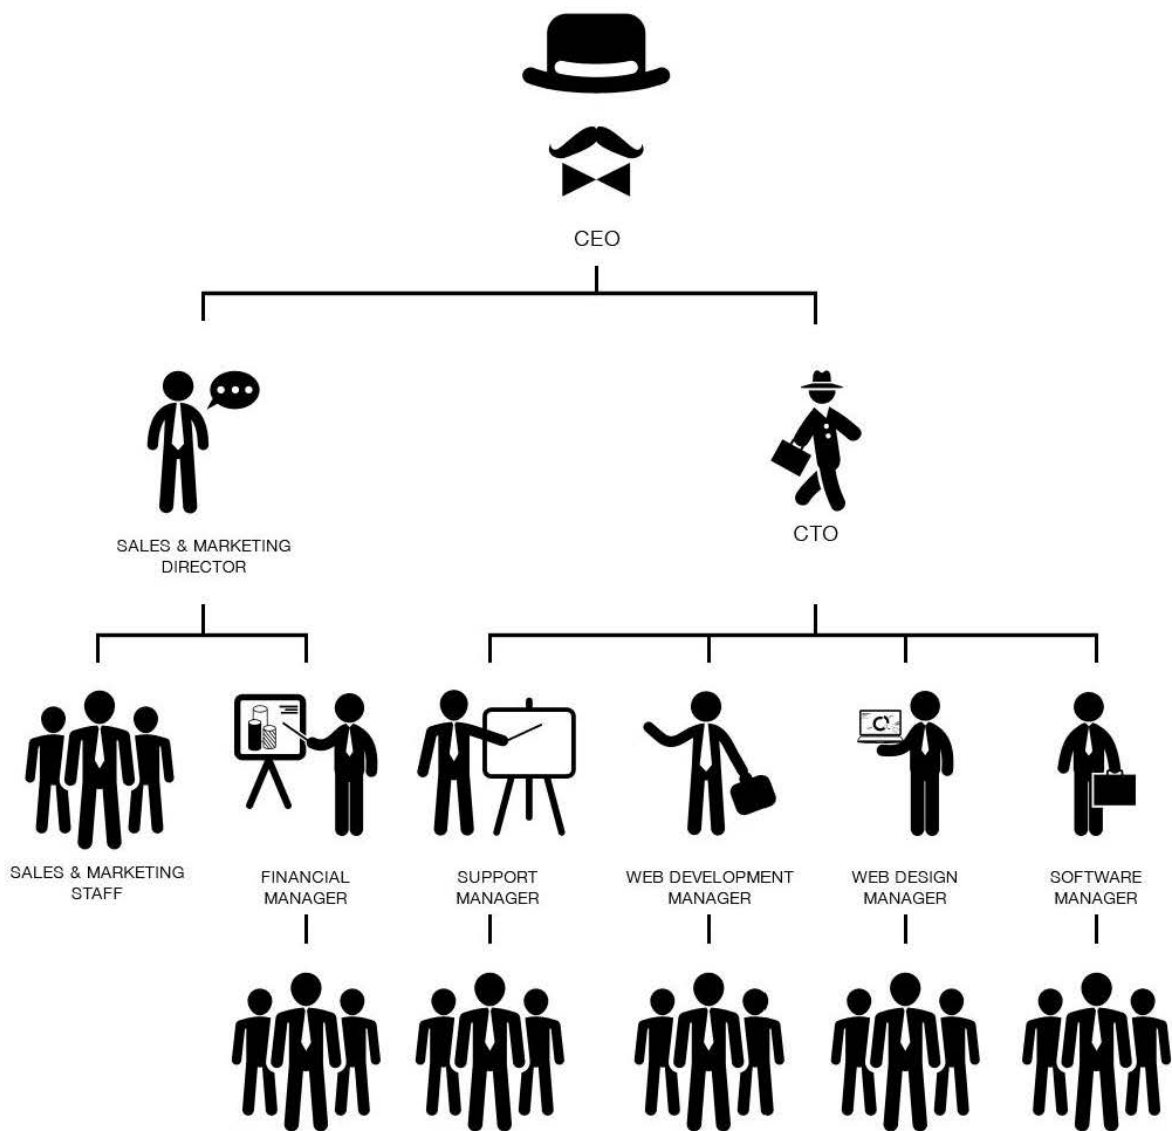 CEO
SALES & MARKETING
DIRECTOR
CTO
SALES & MARKETING
STAFF
FINANCIAL
MANAGER
SUPPORT
MANAGER
WEB DEVELOPMENT
MANAGER
WEB DESIGN
MANAGER
SOFTWARE
MANAGER